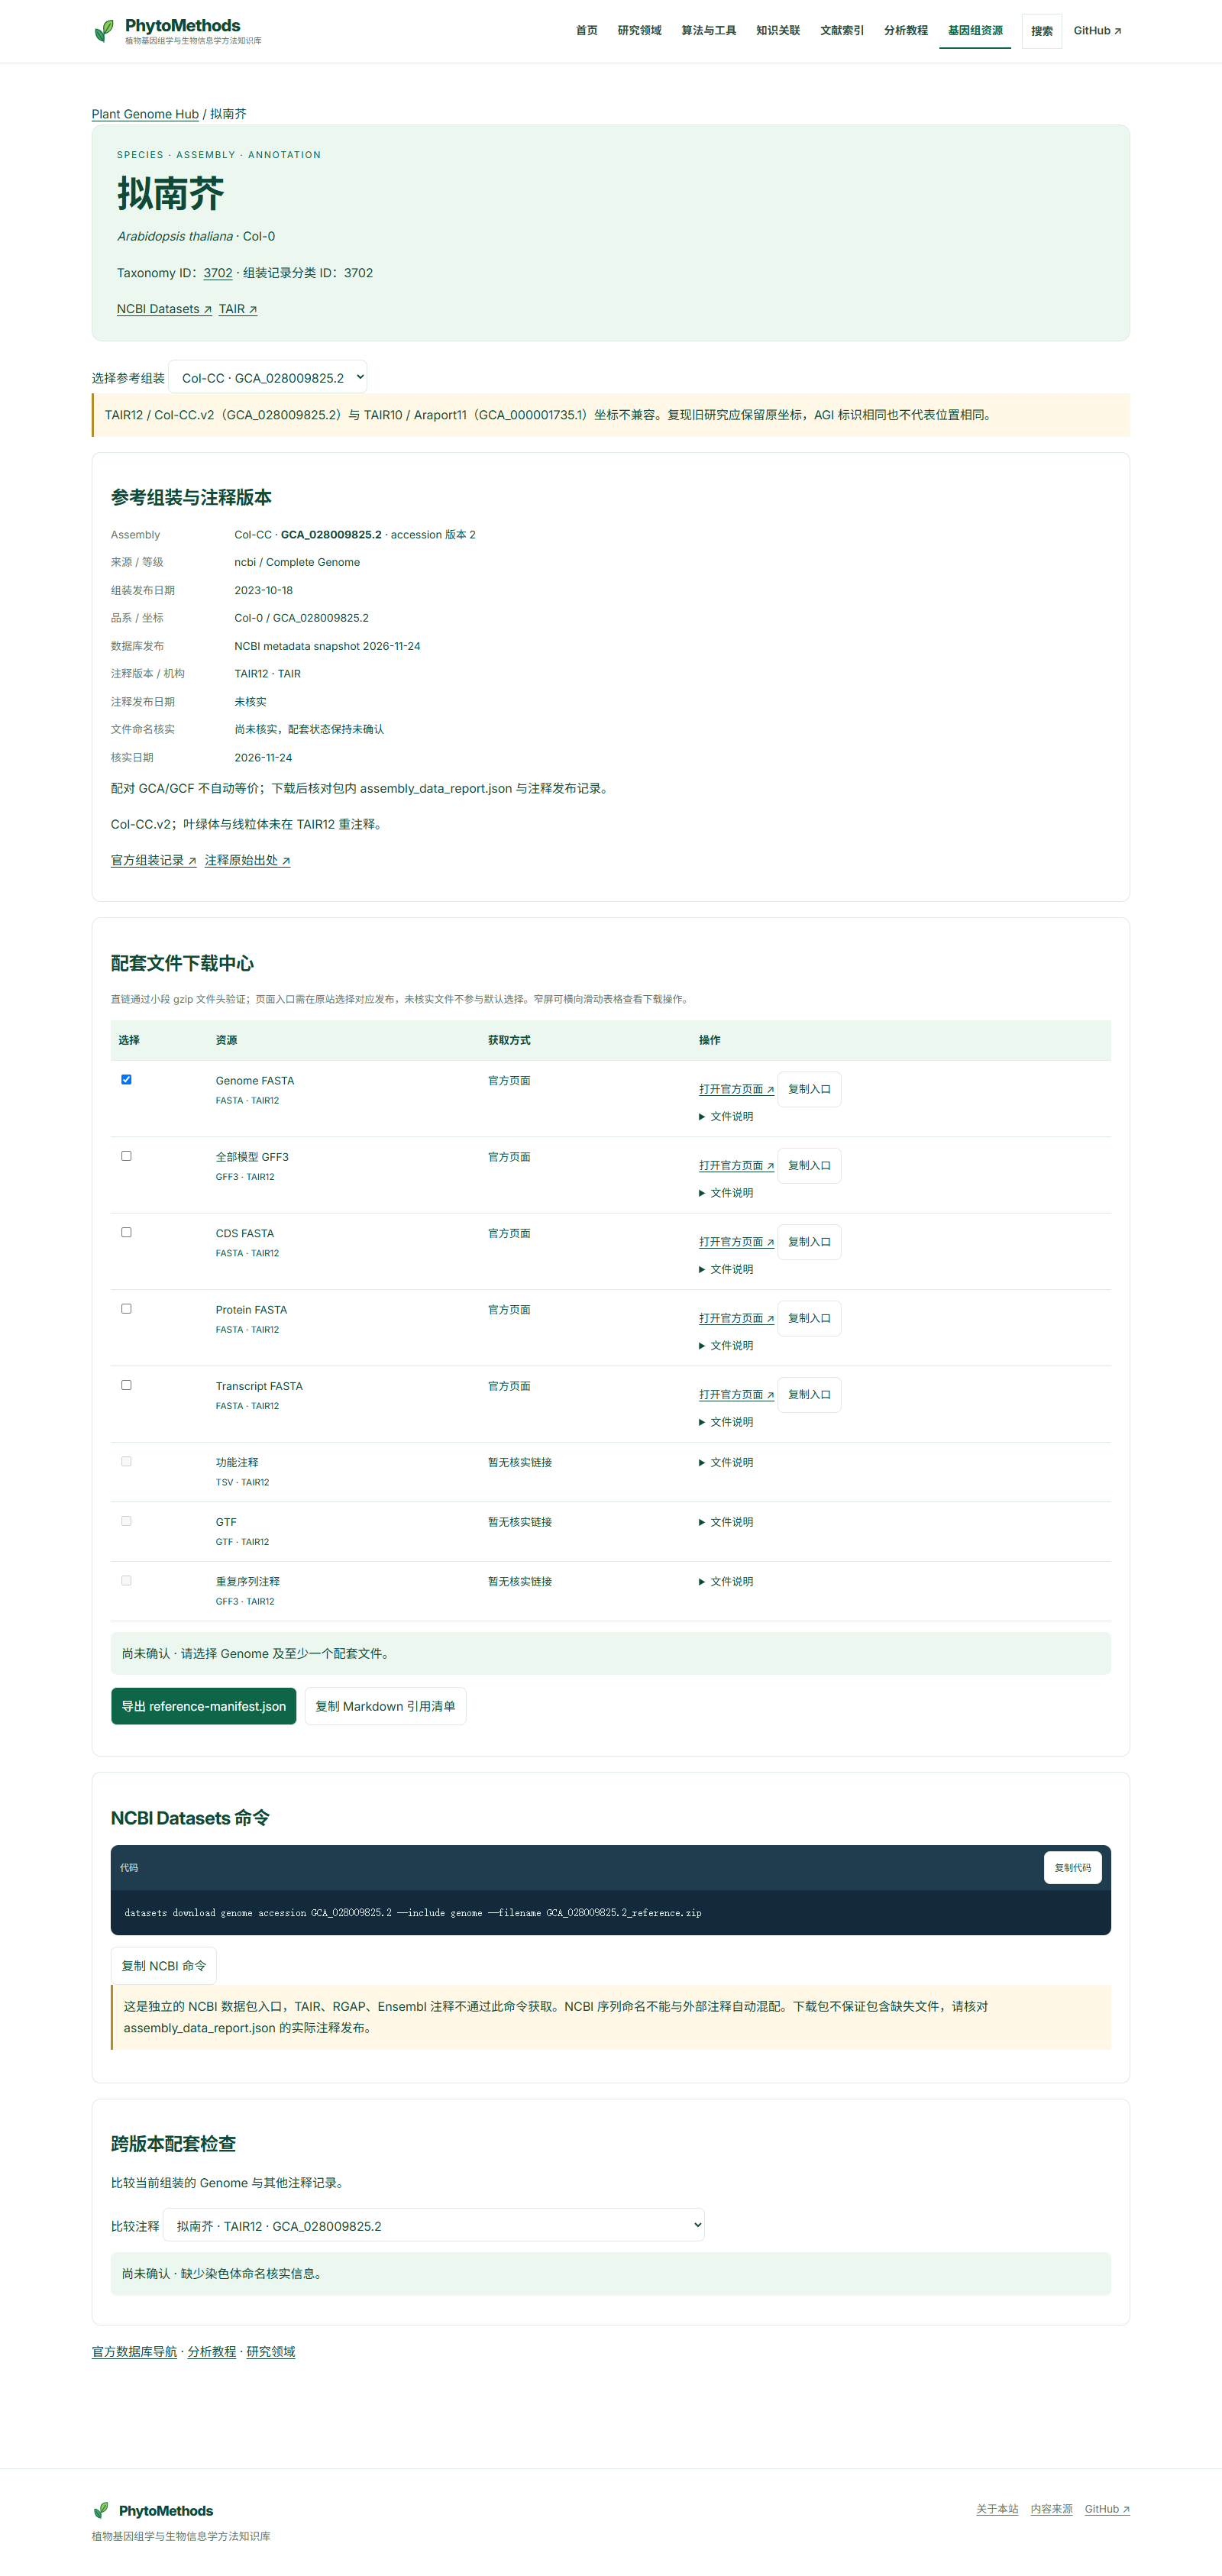 PhytoMethods
植物基因组学与生物信息学方法知识库
首页 研究领域 算法与工具 知识关联 文献索引 分析教程 基因组资源 搜索 GitHub ↗
Plant Genome Hub / 拟南芥
SPECIES · ASSEMBLY · ANNOTATION
拟南芥
Arabidopsis thaliana · Col-0
Taxonomy ID：3702 · 组装记录分类 ID：3702
NCBI Datasets ↗ TAIR ↗
选择参考组装 Col-CC · GCA_028009825.2
TAIR12 / Col-CC.v2（GCA_028009825.2）与 TAIR10 / Araport11（GCA_000001735.1）坐标不兼容。复现旧研究应保留原坐标，AGI 标识相同也不代表位置相同。
参考组装与注释版本
Assembly Col-CC · GCA_028009825.2 · accession 版本 2
来源 / 等级 ncbi / Complete Genome
组装发布日期 2023-10-18
品系 / 坐标 Col-0 / GCA_028009825.2
数据库发布 NCBI metadata snapshot 2026-11-24
注释版本 / 机构 TAIR12 · TAIR
注释发布日期 未核实
文件命名核实 尚未核实，配套状态保持未确认
核实日期 2026-11-24
配对 GCA/GCF 不自动等价；下载后核对包内 assembly_data_report.json 与注释发布记录。
Col-CC.v2；叶绿体与线粒体未在 TAIR12 重注释。
官方组装记录 ↗ 注释原始出处 ↗
配套文件下载中心
直链通过小段 gzip 文件头验证；页面入口需在原站选择对应发布，未核实文件不参与默认选择。窄屏可横向滑动表格查看下载操作。
选择 资源 获取方式 操作
Genome FASTA 官方页面 打开官方页面 ↗ 复制入口
FASTA · TAIR12 ▶ 文件说明
全部模型 GFF3 官方页面 打开官方页面 ↗ 复制入口
GFF3 · TAIR12 ▶ 文件说明
CDS FASTA 官方页面 打开官方页面 ↗ 复制入口
FASTA · TAIR12 ▶ 文件说明
Protein FASTA 官方页面 打开官方页面 ↗ 复制入口
FASTA · TAIR12 ▶ 文件说明
Transcript FASTA 官方页面 打开官方页面 ↗ 复制入口
FASTA · TAIR12 ▶ 文件说明
功能注释 暂无核实链接 ▶ 文件说明
TSV · TAIR12
GTF 暂无核实链接 ▶ 文件说明
GTF · TAIR12
重复序列注释 暂无核实链接 ▶ 文件说明
GFF3 · TAIR12
尚未确认 · 请选择 Genome 及至少一个配套文件。
导出 reference-manifest.json 复制 Markdown 引用清单
NCBI Datasets 命令
代码 复制代码
datasets download genome accession GCA_028009825.2 --include genome --filename GCA_028009825.2_reference.zip
复制 NCBI 命令
这是独立的 NCBI 数据包入口，TAIR、RGAP、Ensembl 注释不通过此命令获取。NCBI 序列命名不能与外部注释自动混配。下载包不保证包含缺失文件，请核对
assembly_data_report.json 的实际注释发布。
跨版本配套检查
比较当前组装的 Genome 与其他注释记录。
比较注释 拟南芥 · TAIR12 · GCA_028009825.2
尚未确认 · 缺少染色体命名核实信息。
官方数据库导航 · 分析教程 · 研究领域
PhytoMethods
关于本站 内容来源 GitHub ↗
植物基因组学与生物信息学方法知识库